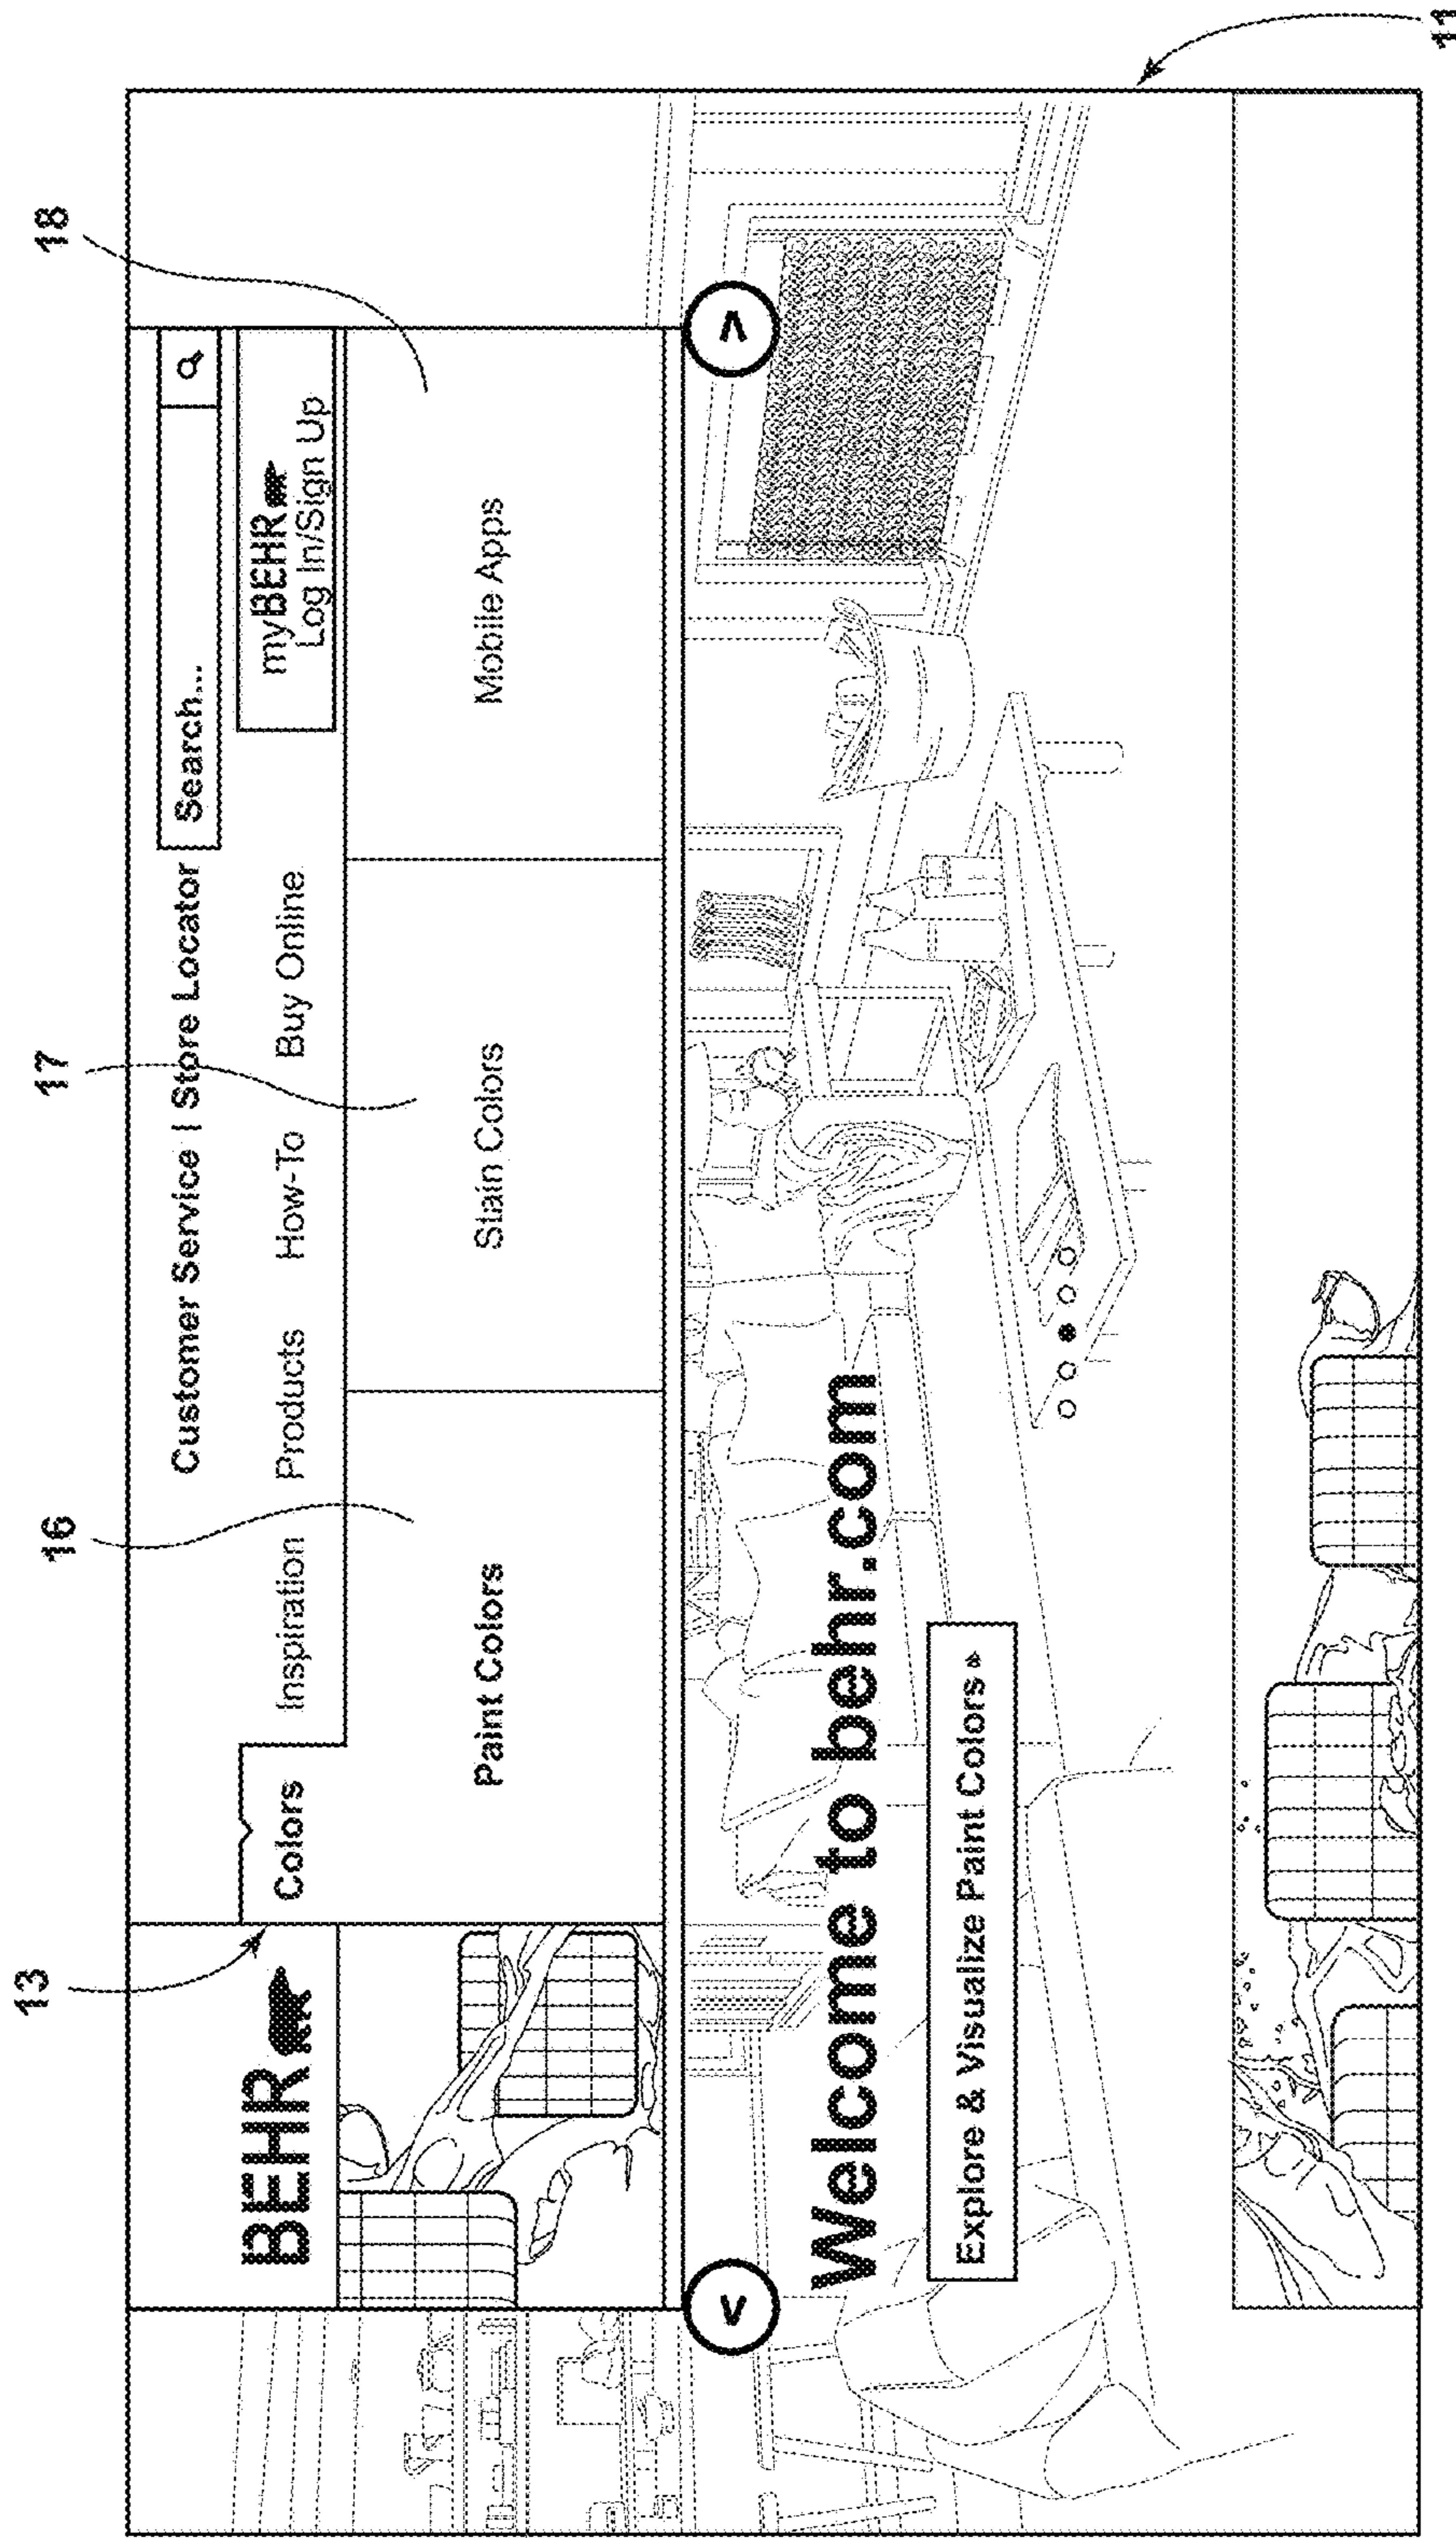 13
16
17
18
Customer Service | Store Locator
Search...
BEHR
Colors
Inspiration
Products
How-To
Buy Online
myBEHR
Log In/Sign Up
Paint Colors
Stain Colors
Mobile Apps
<
>
Welcome to behr.com
Explore & Visualize Paint Colors »
11